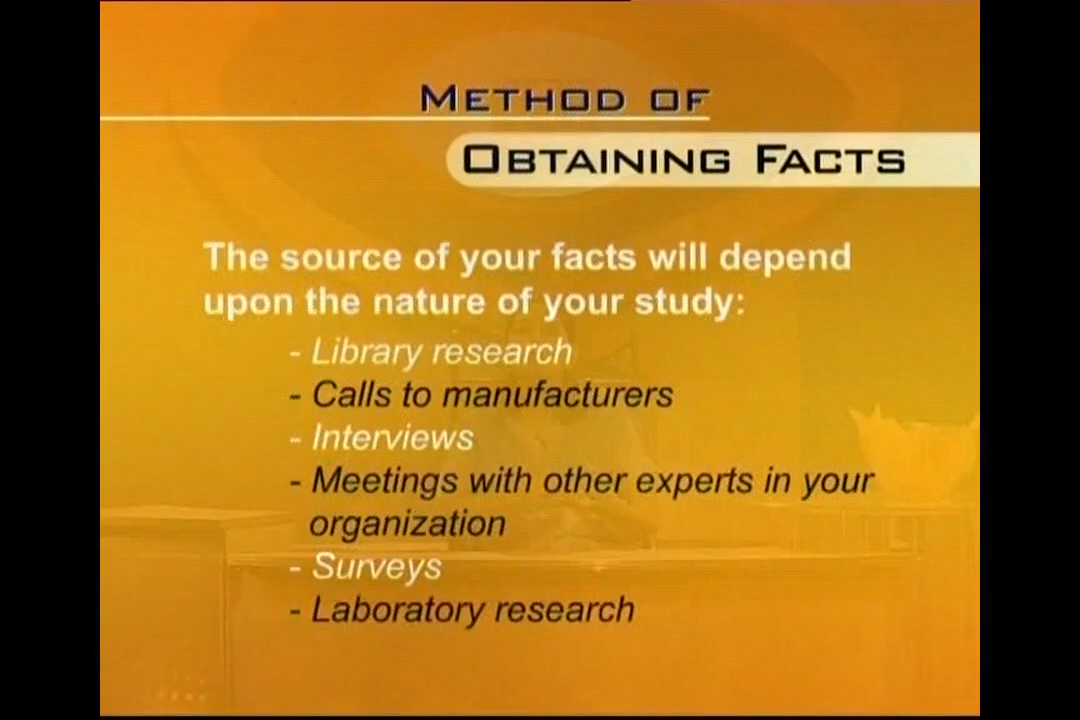 METHOD OF
OBTAINING FACTS
The source of your facts will depend
upon the nature of your study:
- Library research
- Calls to manufacturers
- Interviews
- Meetings with other experts in your
organization
- Surveys
- Laboratory research